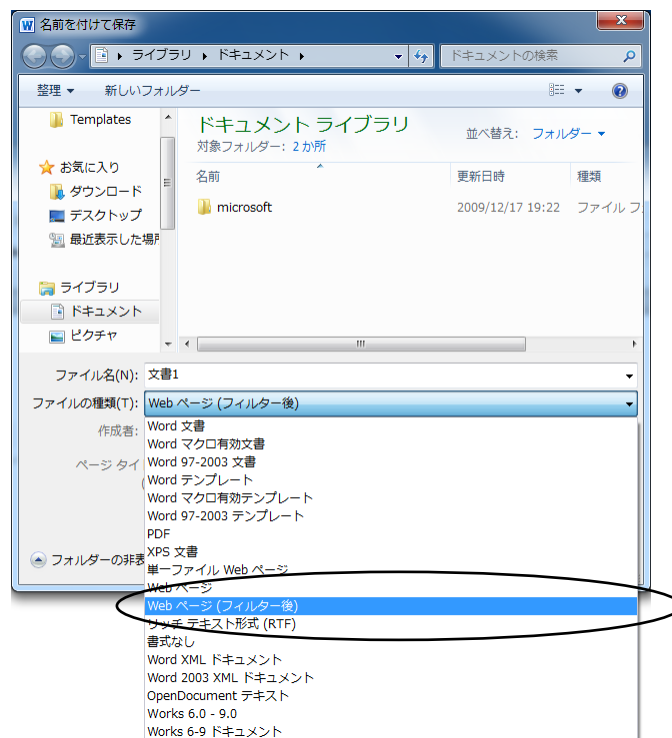 名前を付けて保存
ライブラリ ドキュメント ドキュメントの検索
整理 新しいフォルダー
Templates
お気に入り
ダウンロード
デスクトップ
最近表示した場所
ライブラリ
ドキュメント
ピクチャ
ドキュメント ライブラリ
対象フォルダー: 2 か所
並べ替え: フォルダー
名前 更新日時 種類
microsoft 2009/12/17 19:22 ファイル フ
ファイル名(N): 文書1
ファイルの種類(T): Web ページ (フィルター後)
作成者:
ページ タイ
フォルダーの非表
Word 文書
Word マクロ有効文書
Word 97-2003 文書
Word テンプレート
Word マクロ有効テンプレート
Word 97-2003 テンプレート
PDF
XPS 文書
単一ファイル Web ページ
Web ページ
Web ページ (フィルター後)
リッチ テキスト形式 (RTF)
書式なし
Word XML ドキュメント
Word 2003 XML ドキュメント
OpenDocument テキスト
Works 6.0 - 9.0
Works 6-9 ドキュメント